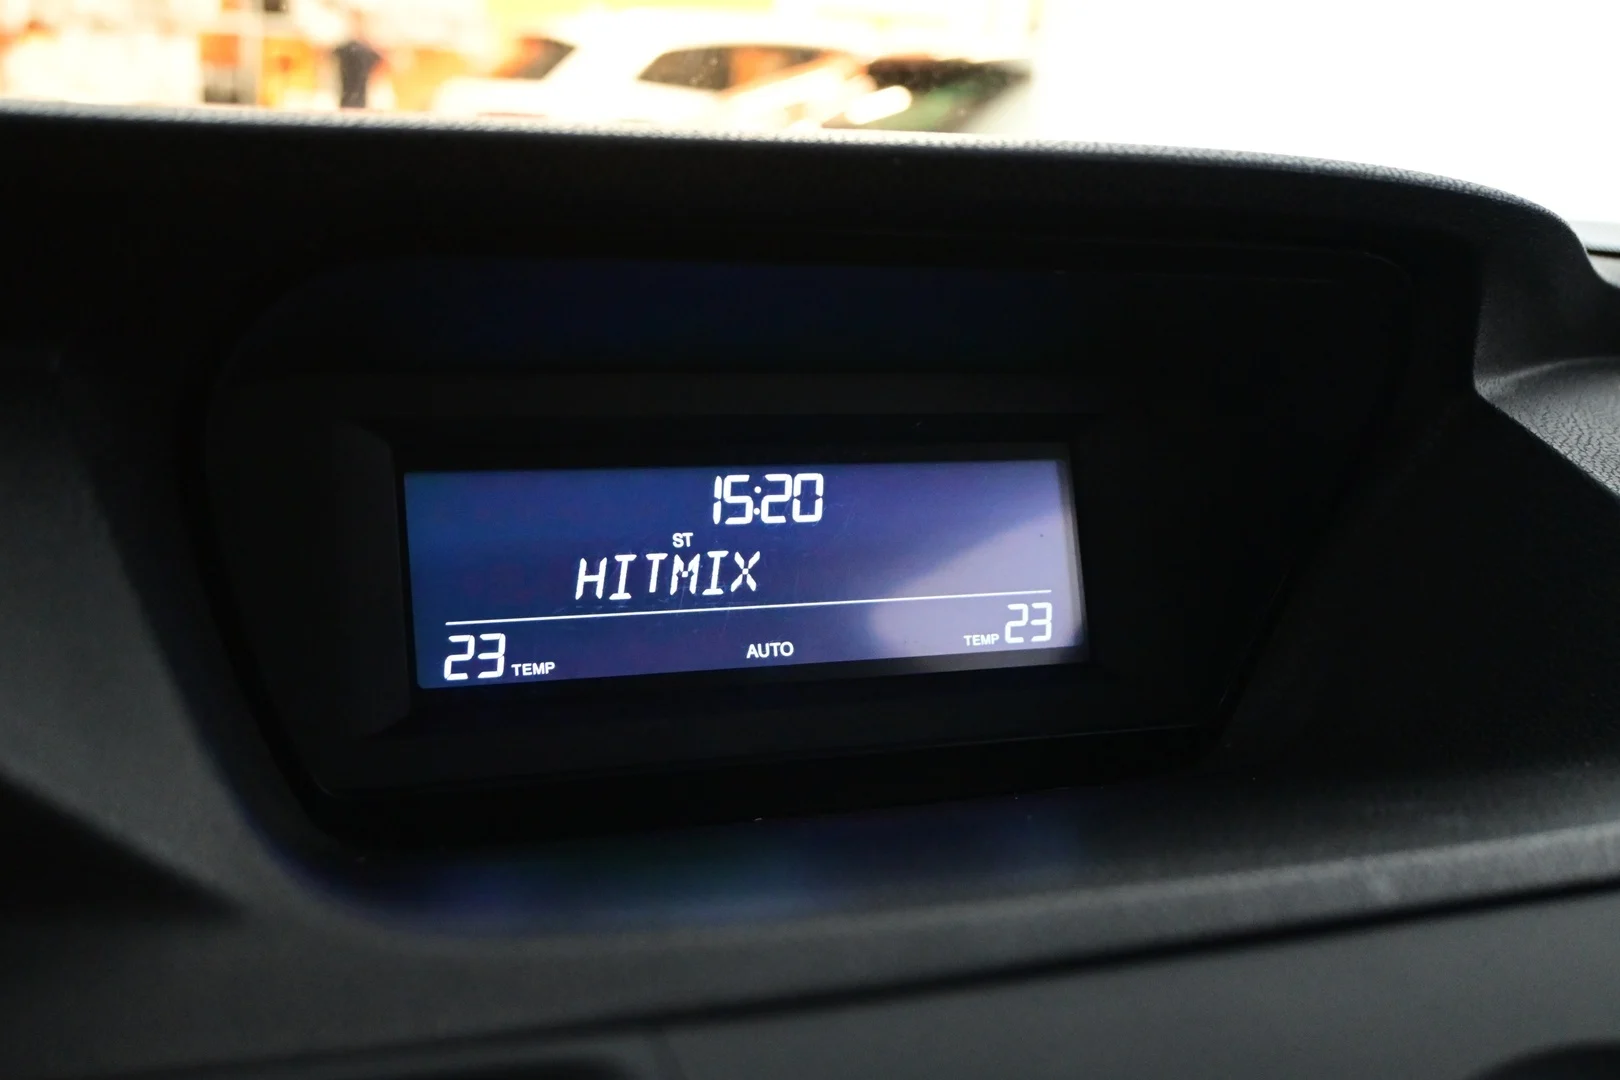 15:20
ST
HITMIX
23 TEMP AUTO TEMP 23